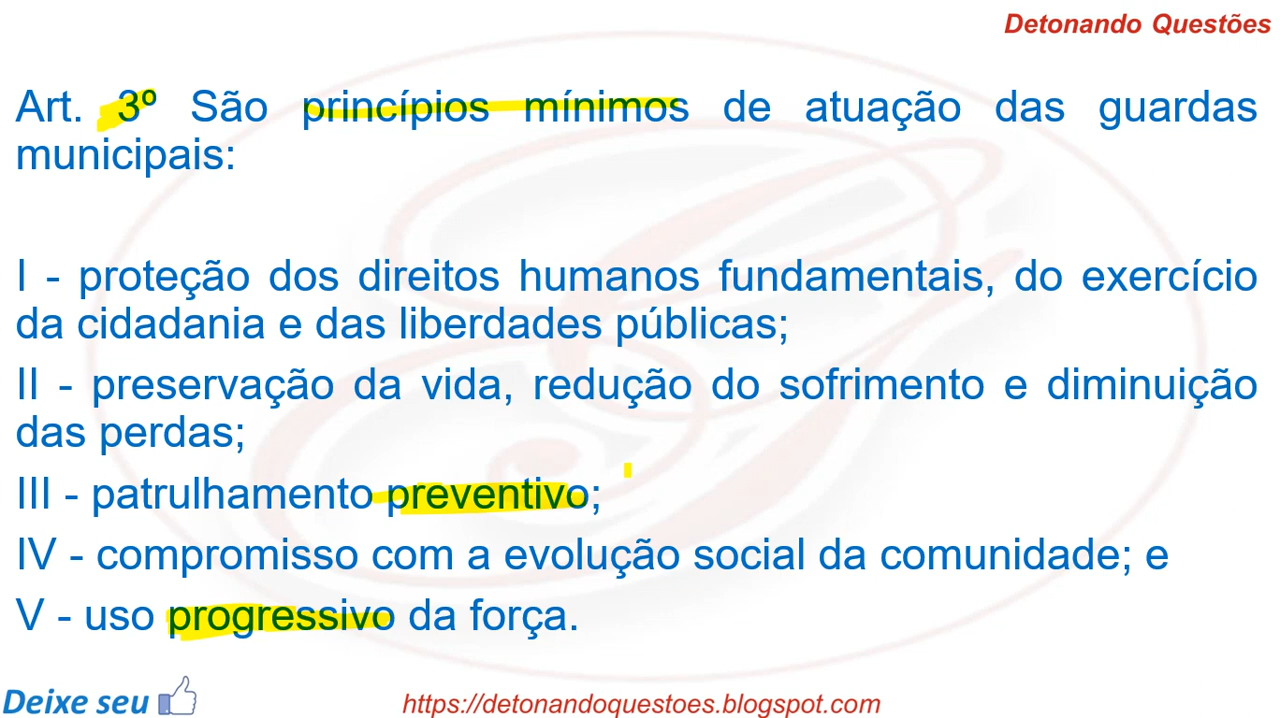 Detonando Questões
Art. 3º São princípios mínimos de atuação das guardas
municipais:
I - proteção dos direitos humanos fundamentais, do exercício
da cidadania e das liberdades públicas;
II - preservação da vida, redução do sofrimento e diminuição
das perdas;
III - patrulhamento preventivo;
IV - compromisso com a evolução social da comunidade; e
V - uso progressivo da força.
Deixe seu
https://detonandoquestoes.blogspot.com